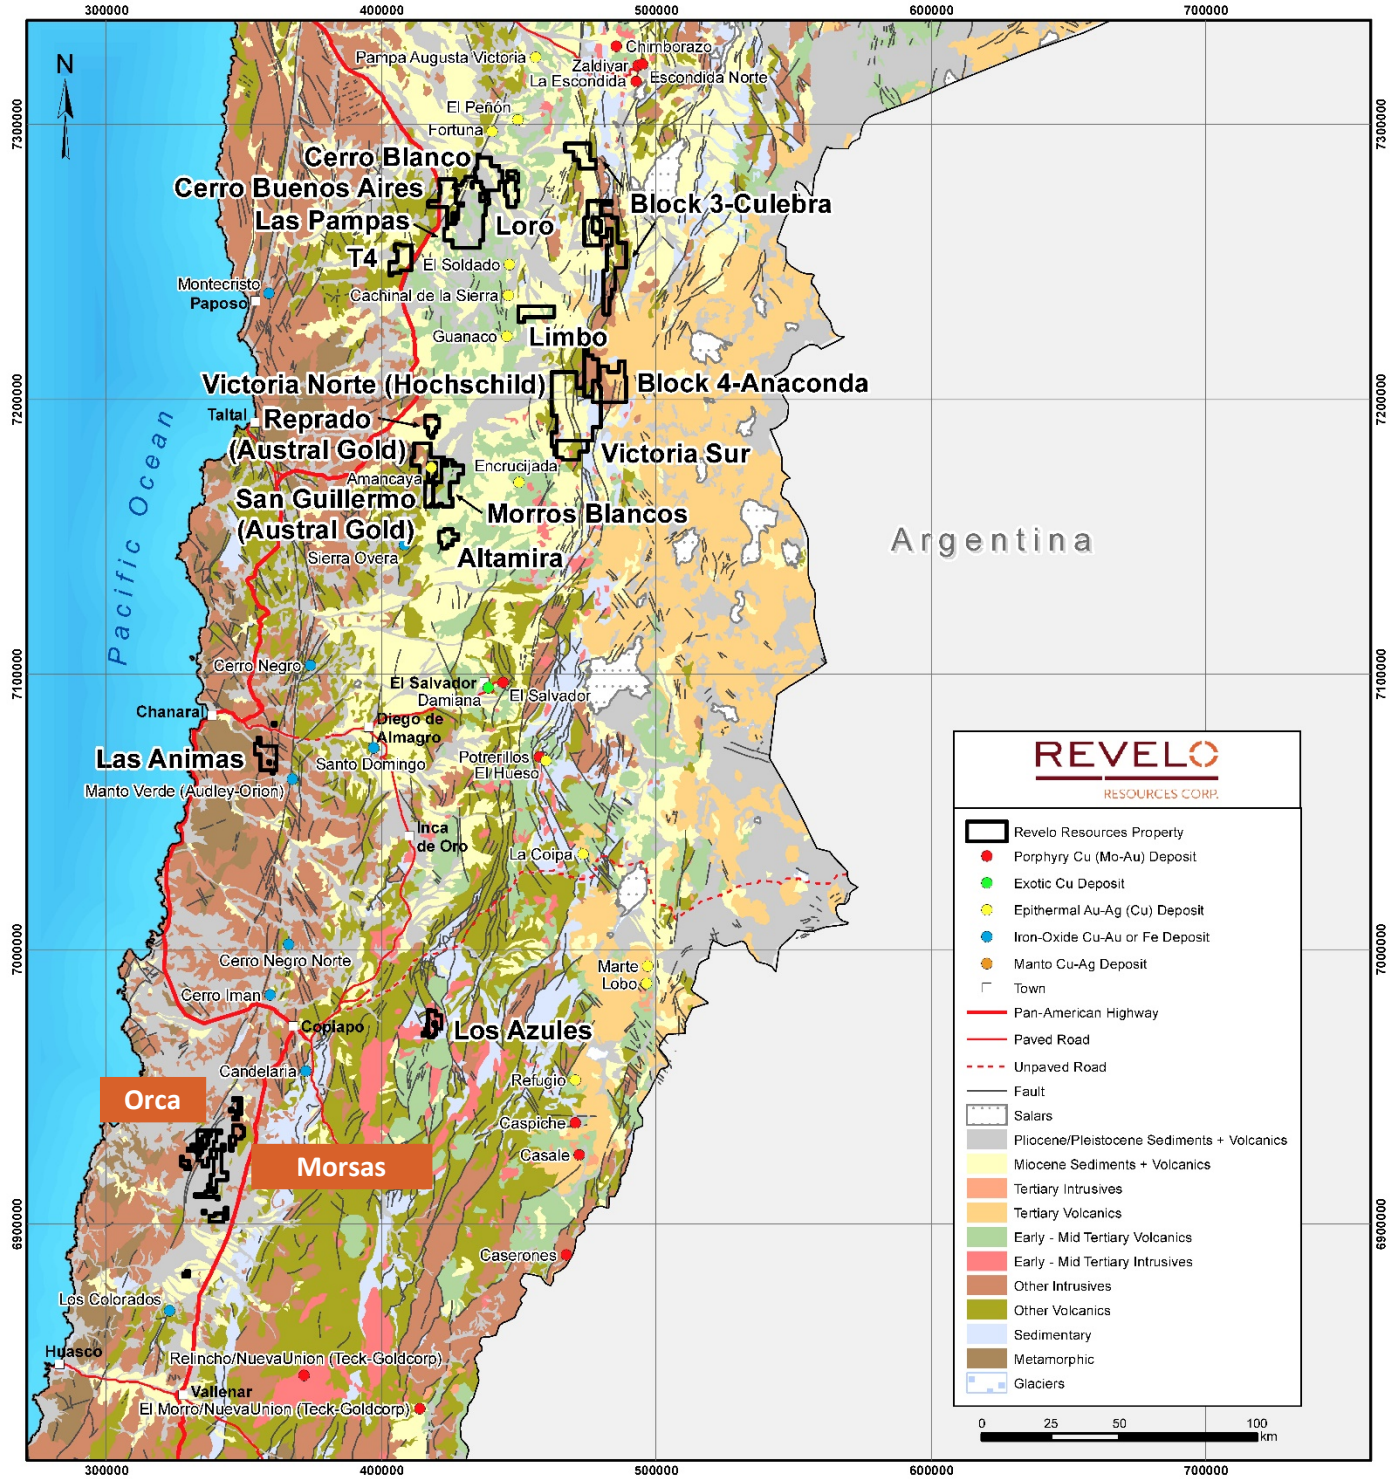 300000
400000
500000
600000
700000
N
Chimborazo
Pampa Augusta Victoria
Zaldivar
Escondida Norte
La Escondida
El Peñón
7300000
7300000
Fortuna
Cerro Blanco
Cerro Buenos Aires
Block 3-Culebra
Las Pampas
Loro
T4
El Soldado
Montecristo
Paposo
Cachinal de la Sierra
Guanaco
Limbo
Victoria Norte (Hochschild)
Block 4-Anaconda
7200000
7200000
Taltal
Reprado
(Austral Gold)
Victoria Sur
Encrucijada
Amancaya
San Guillermo
(Austral Gold)
Morros Blancos
Sierra Overa
Altamira
Pacific Ocean
Argentina
Cerro Negro
7100000
7100000
El Salvador
Damiana
El Salvador
Chanaral
Diego de
Almagro
Las Animas
Santo Domingo
Potrerillos
El Hueso
Manto Verde (Audley-Orion)
Inca
de Oro
La Coipa
7000000
7000000
Cerro Negro Norte
Marte
Lobo
Cerro Iman
Copiapo
Los Azules
Candelaria
Refugio
Orca
Caspiche
Morsas
Casale
6900000
6900000
Caserones
Los Colorados
Huasco
Relincho/NuevaUnion (Teck-Goldcorp)
Vallenar
El Morro/NuevaUnion (Teck-Goldcorp)
REVELO
RESOURCES CORP.
Revelo Resources Property
Porphyry Cu (Mo-Au) Deposit
Exotic Cu Deposit
Epithermal Au-Ag (Cu) Deposit
Iron-Oxide Cu-Au or Fe Deposit
Manto Cu-Ag Deposit
Town
Pan-American Highway
Paved Road
Unpaved Road
Fault
Salars
Pliocene/Pleistocene Sediments + Volcanics
Miocene Sediments + Volcanics
Tertiary Intrusives
Tertiary Volcanics
Early - Mid Tertiary Volcanics
Early - Mid Tertiary Intrusives
Other Intrusives
Other Volcanics
Sedimentary
Metamorphic
Glaciers
0 25 50 100
km
300000
400000
500000
600000
700000